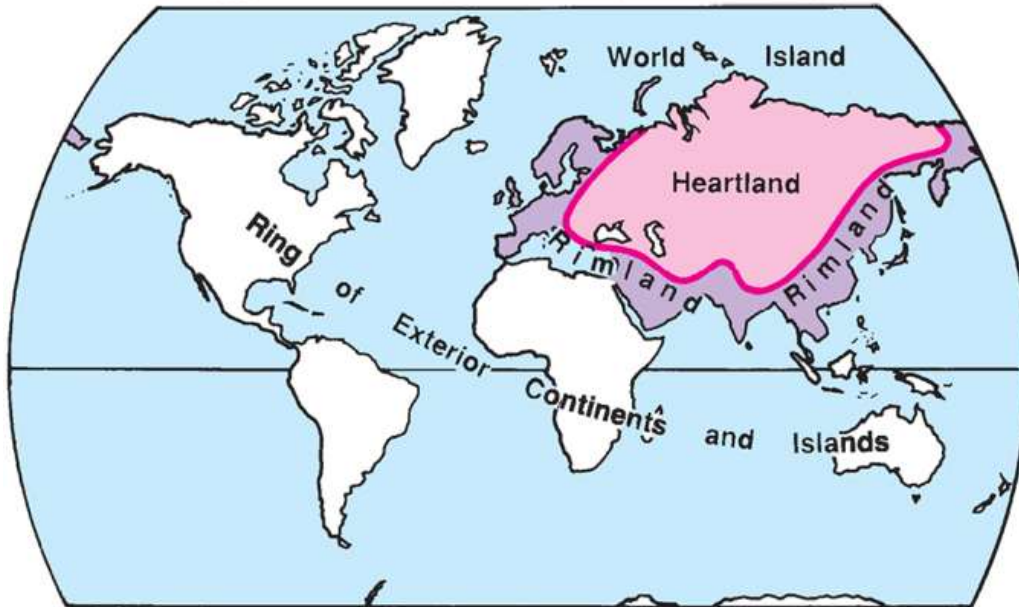 World Island
Heartland
Rimland
Rimland
Ring of Exterior Continents and Islands